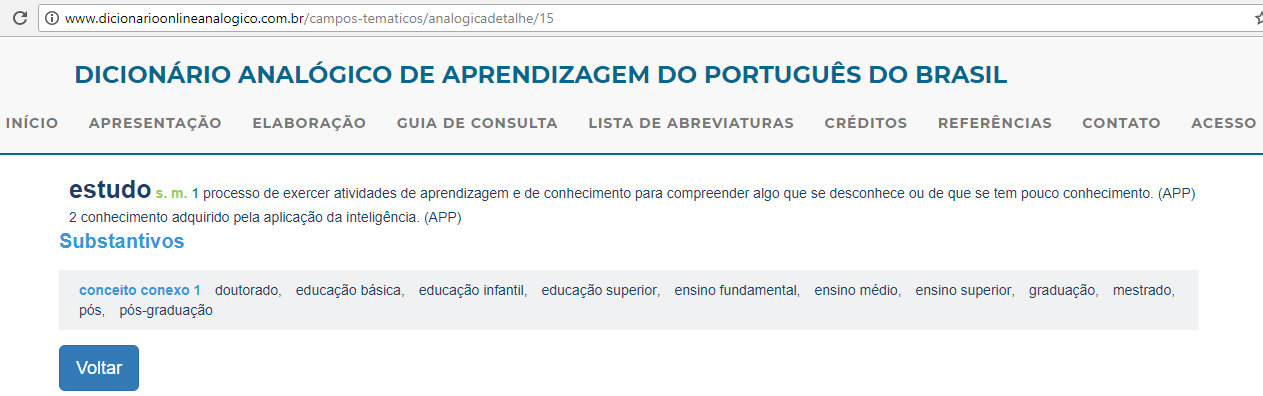 www.dicionarioonlineanalogico.com.br/campos-tematicos/analogicadetalhe/15
DICIONÁRIO ANALÓGICO DE APRENDIZAGEM DO PORTUGUÊS DO BRASIL
INÍCIO APRESENTAÇÃO ELABORAÇÃO GUIA DE CONSULTA LISTA DE ABREVIATURAS CRÉDITOS REFERÊNCIAS CONTATO ACESSO
estudo s. m. 1 processo de exercer atividades de aprendizagem e de conhecimento para compreender algo que se desconhece ou de que se tem pouco conhecimento. (APP)
2 conhecimento adquirido pela aplicação da inteligência. (APP)
Substantivos
conceito conexo 1 doutorado, educação básica, educação infantil, educação superior, ensino fundamental, ensino médio, ensino superior, graduação, mestrado,
pós, pós-graduação
Voltar